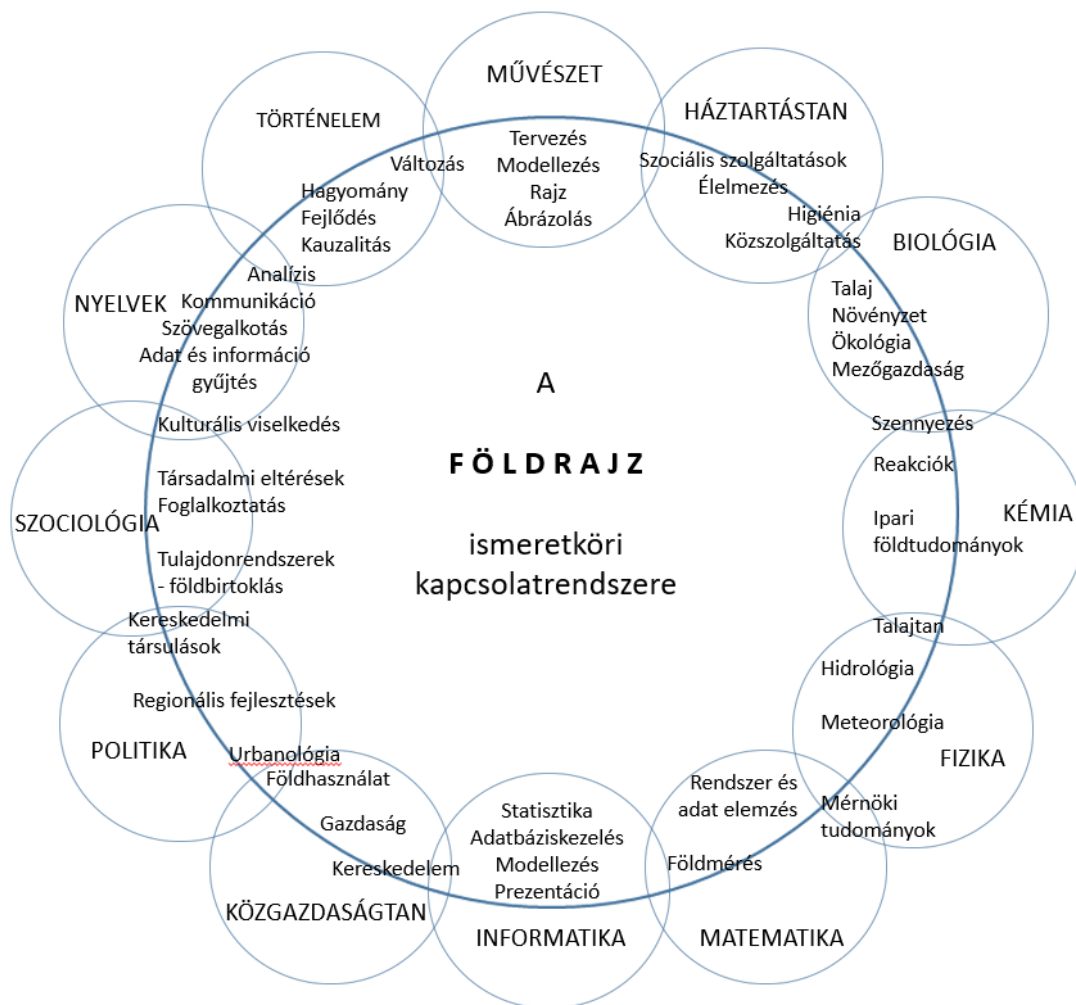 MŰVÉSZET
Tervezés
Modellezés
Rajz
Ábrázolás
HÁZTARTÁSTAN
Szociális szolgáltatások
Élelmezés
Higiénia
Közszolgáltatás
BIOLÓGIA
Talaj
Növényzet
Ökológia
Mezőgazdaság
Szennyezés
KÉMIA
Reakciók
Ipari
földtudományok
Talajtan
FIZIKA
Hidrológia
Meteorológia
Mérnöki
tudományok
MATEMATIKA
Rendszer és
adat elemzés
Földmérés
INFORMATIKA
Statisztika
Adatbáziskezelés
Modellezés
Prezentáció
KÖZGAZDASÁGTAN
Földhasználat
Gazdaság
Kereskedelem
Urbanológia
POLITIKA
Regionális fejlesztések
Kereskedelmi
társulások
SZOCIOLÓGIA
Társadalmi eltérések
Foglalkoztatás
Tulajdonrendszerek
- földbirtoklás
Kulturális viselkedés
NYELVEK
Analízis
Kommunikáció
Szövegalkotás
Adat és információ
gyűjtés
TÖRTÉNELEM
Változás
Hagyomány
Fejlődés
Kauzalitás
A
FÖLDRAJZ
ismeretköri
kapcsolatrendszere